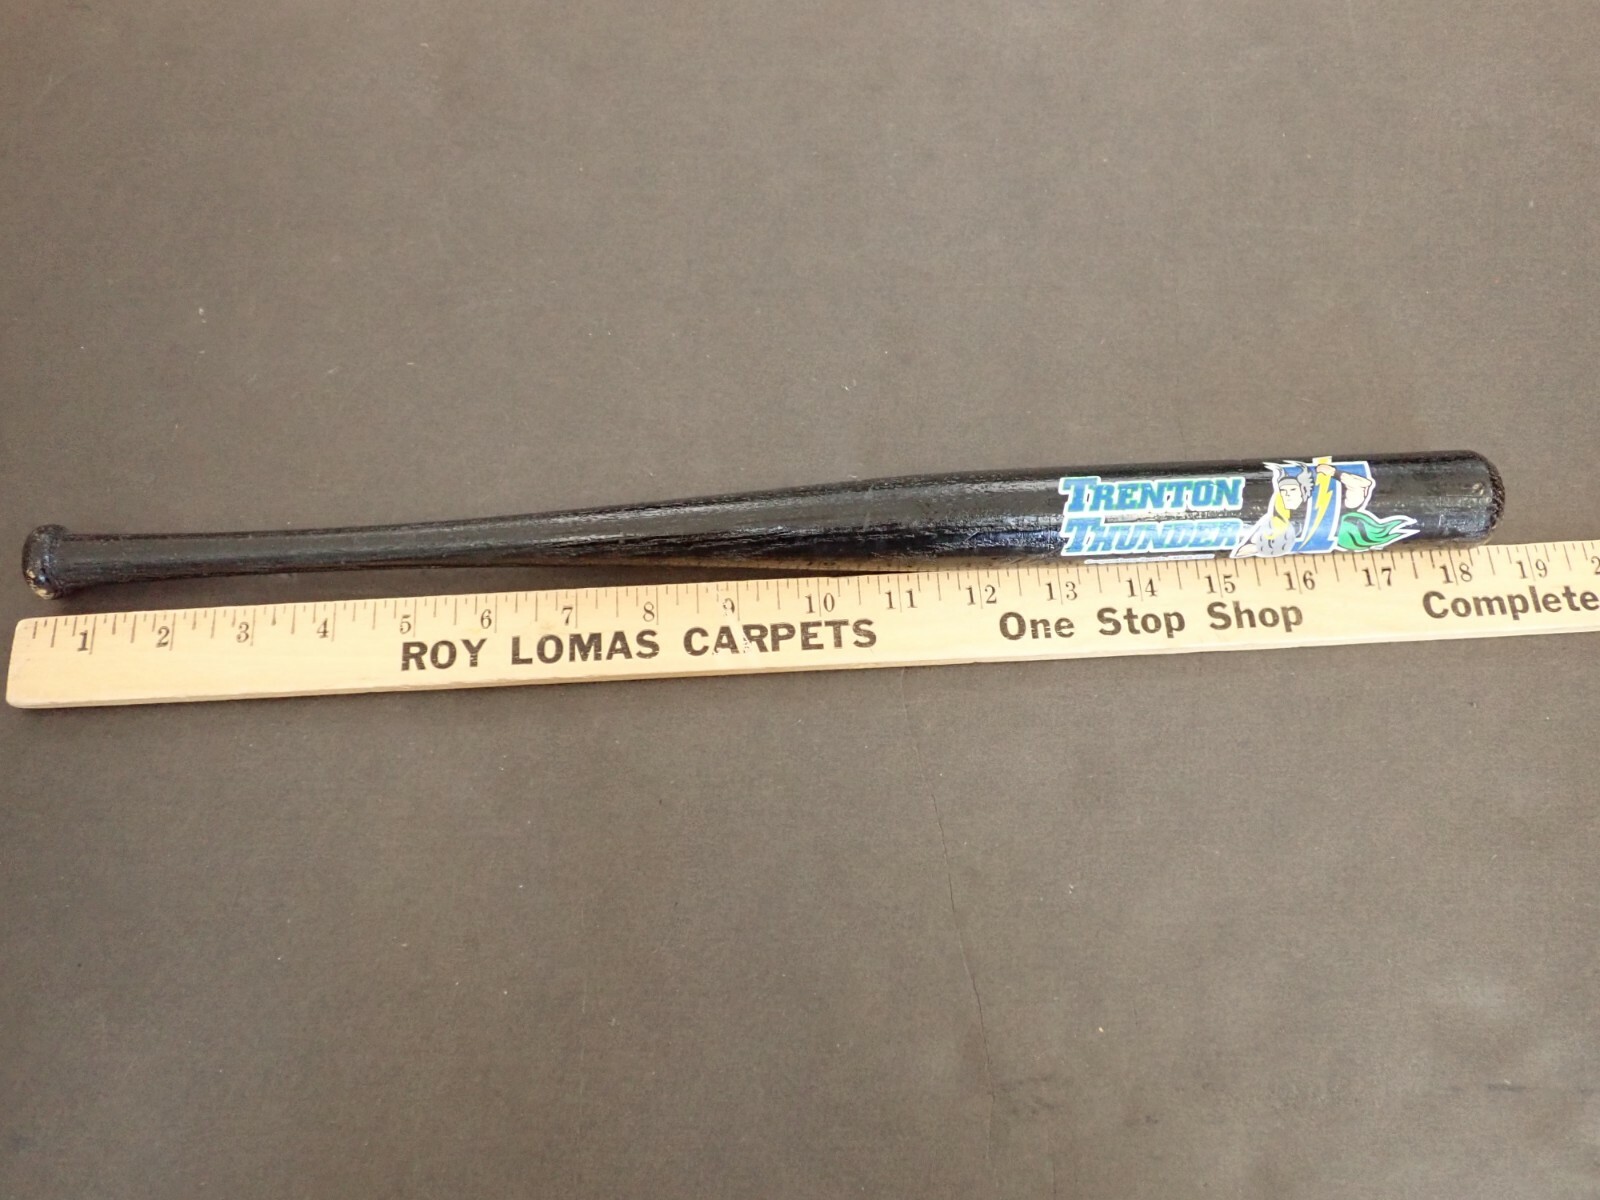 TRENTON
THUNDER
1 2 3 4 5 6 7 8 9 10 11 12 13 14 15 16 17 18 19
ROY LOMAS CARPETS One Stop Shop Complete